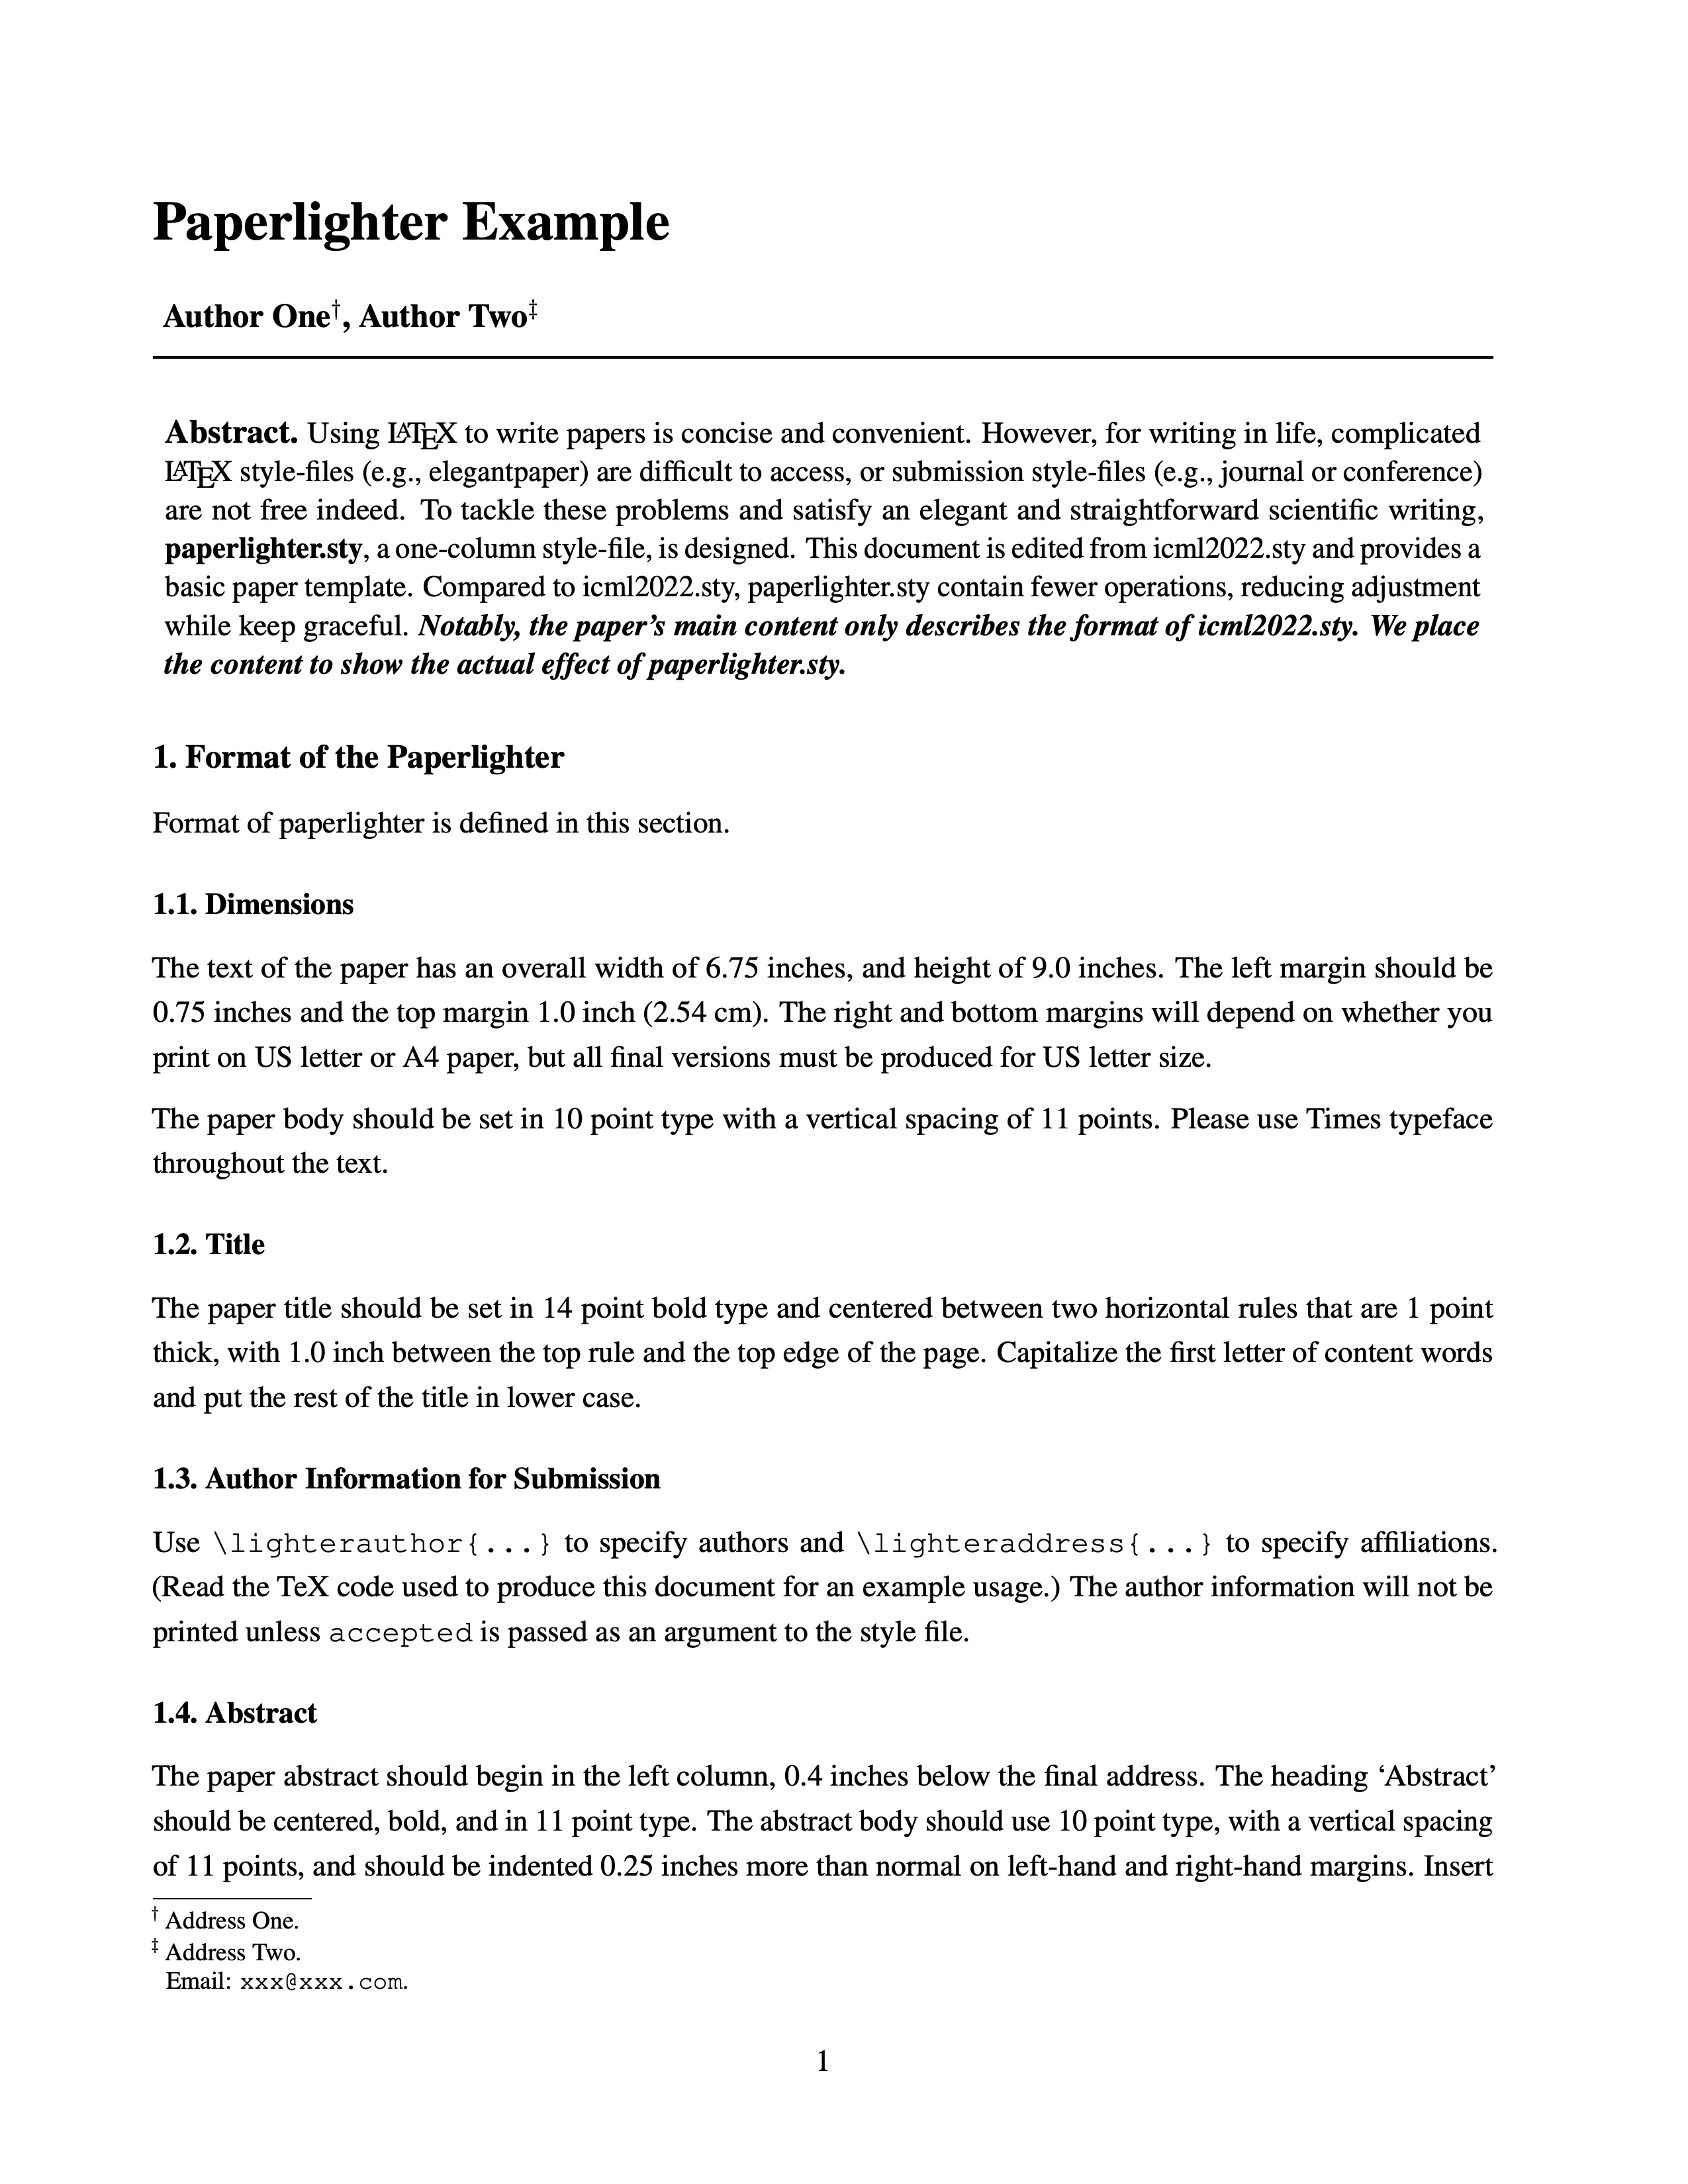 Paperlighter Example
Author One†, Author Two‡
Abstract. Using LATEX to write papers is concise and convenient. However, for writing in life, complicated
LATEX style-files (e.g., elegantpaper) are difficult to access, or submission style-files (e.g., journal or conference)
are not free indeed. To tackle these problems and satisfy an elegant and straightforward scientific writing,
paperlighter.sty, a one-column style-file, is designed. This document is edited from icml2022.sty and provides a
basic paper template. Compared to icml2022.sty, paperlighter.sty contain fewer operations, reducing adjustment
while keep graceful. Notably, the paper’s main content only describes the format of icml2022.sty. We place
the content to show the actual effect of paperlighter.sty.
1. Format of the Paperlighter
Format of paperlighter is defined in this section.
1.1. Dimensions
The text of the paper has an overall width of 6.75 inches, and height of 9.0 inches. The left margin should be
0.75 inches and the top margin 1.0 inch (2.54 cm). The right and bottom margins will depend on whether you
print on US letter or A4 paper, but all final versions must be produced for US letter size.
The paper body should be set in 10 point type with a vertical spacing of 11 points. Please use Times typeface
throughout the text.
1.2. Title
The paper title should be set in 14 point bold type and centered between two horizontal rules that are 1 point
thick, with 1.0 inch between the top rule and the top edge of the page. Capitalize the first letter of content words
and put the rest of the title in lower case.
1.3. Author Information for Submission
Use \lighterauthor{...} to specify authors and \lighteraddress{...} to specify affiliations.
(Read the TeX code used to produce this document for an example usage.) The author information will not be
printed unless accepted is passed as an argument to the style file.
1.4. Abstract
The paper abstract should begin in the left column, 0.4 inches below the final address. The heading ‘Abstract’
should be centered, bold, and in 11 point type. The abstract body should use 10 point type, with a vertical spacing
of 11 points, and should be indented 0.25 inches more than normal on left-hand and right-hand margins. Insert
† Address One.
‡ Address Two.
Email: xxx@xxx.com.
1